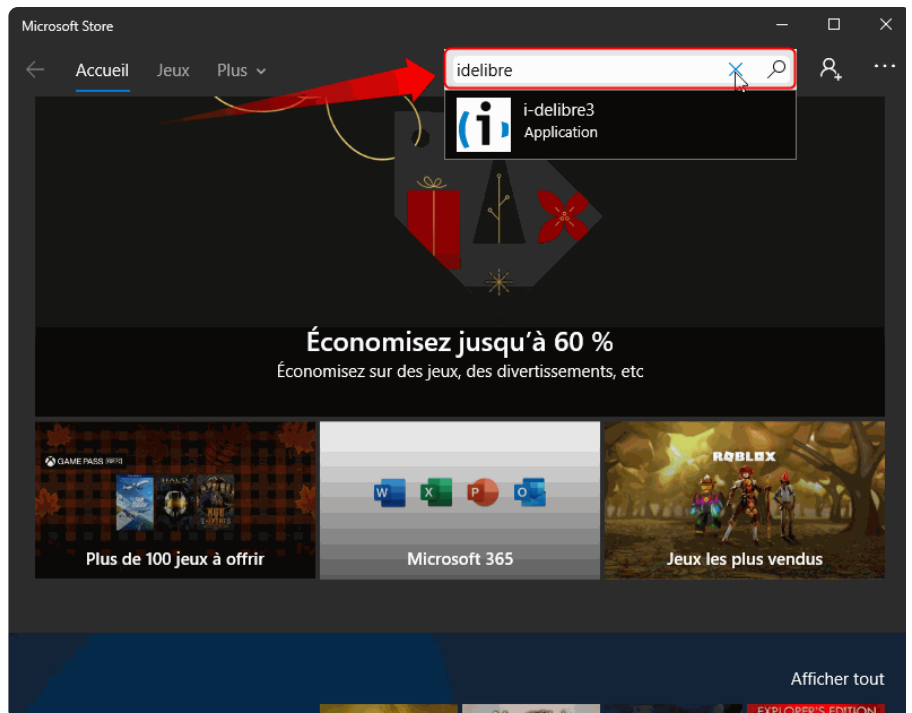 Microsoft Store
Accueil Jeux Plus
idelibre
i-delibre3
Application
Économisez jusqu’à 60 %
Économisez sur des jeux, des divertissements, etc
GAME PASS
Plus de 100 jeux à offrir
W X P O
Microsoft 365
ROBLOX
Jeux les plus vendus
Afficher tout
EXPLORER'S EDITION